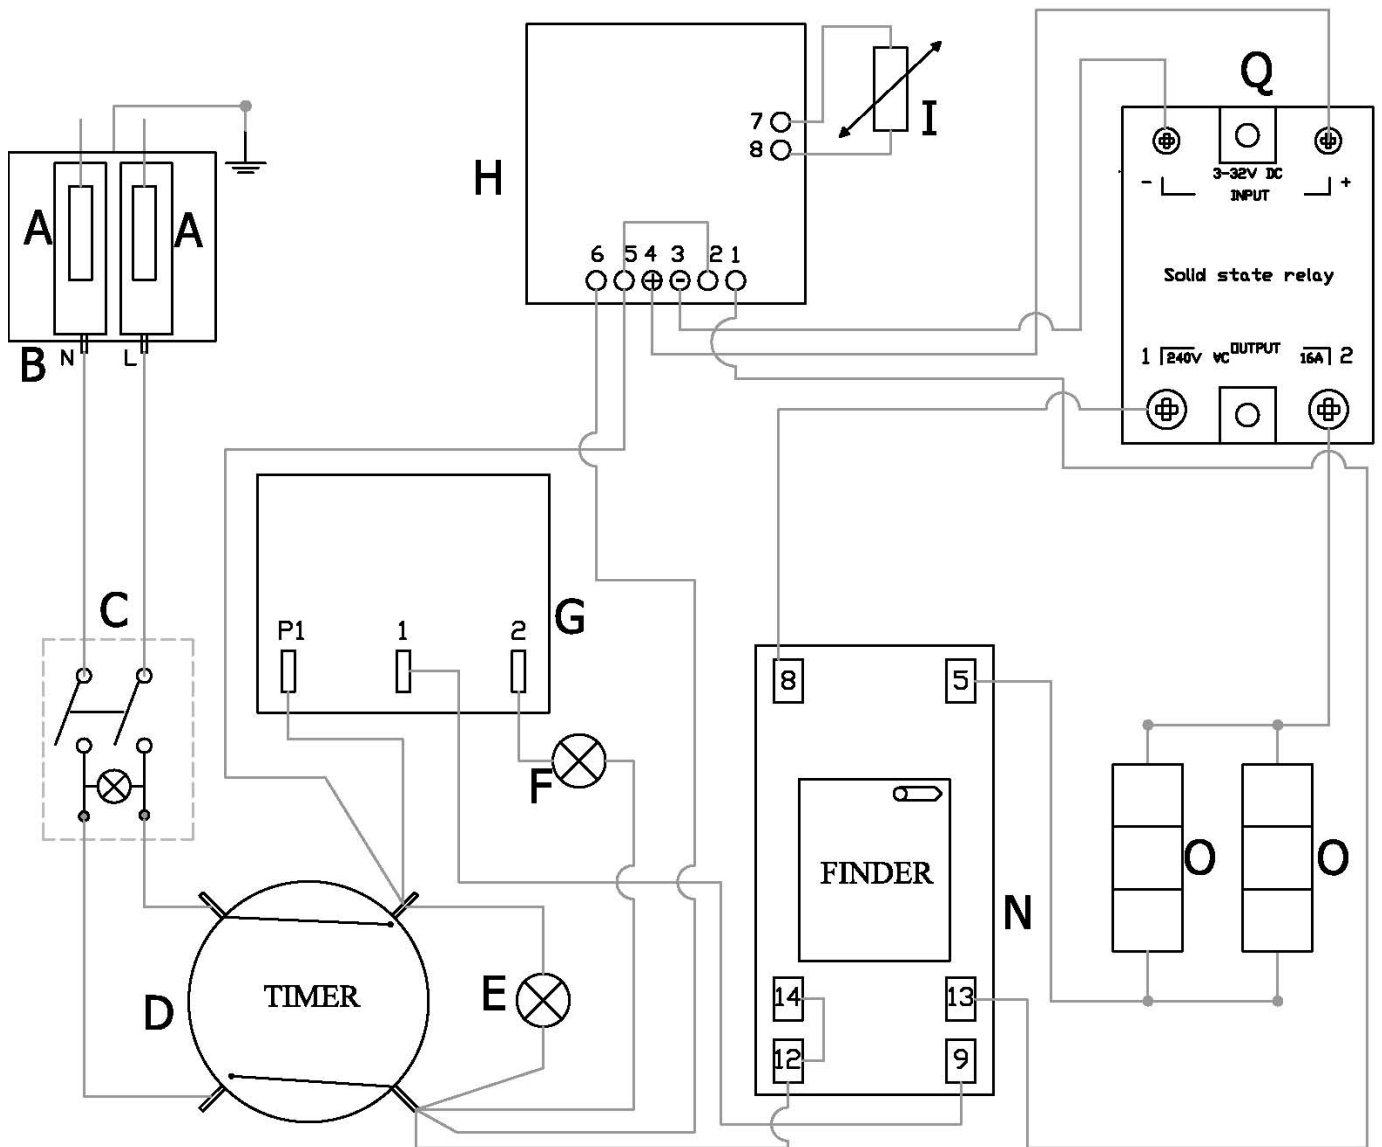 Q
I
7
8
H
A
A
- 3-32V DC +
INPUT
6 5 4 3 2 1
Solid state relay
B
N
L
1 240V AC OUTPUT 16A 2
C
P1 1 2
G
8
5
F
FINDER
O
O
N
TIMER
E
D
14
13
12
9